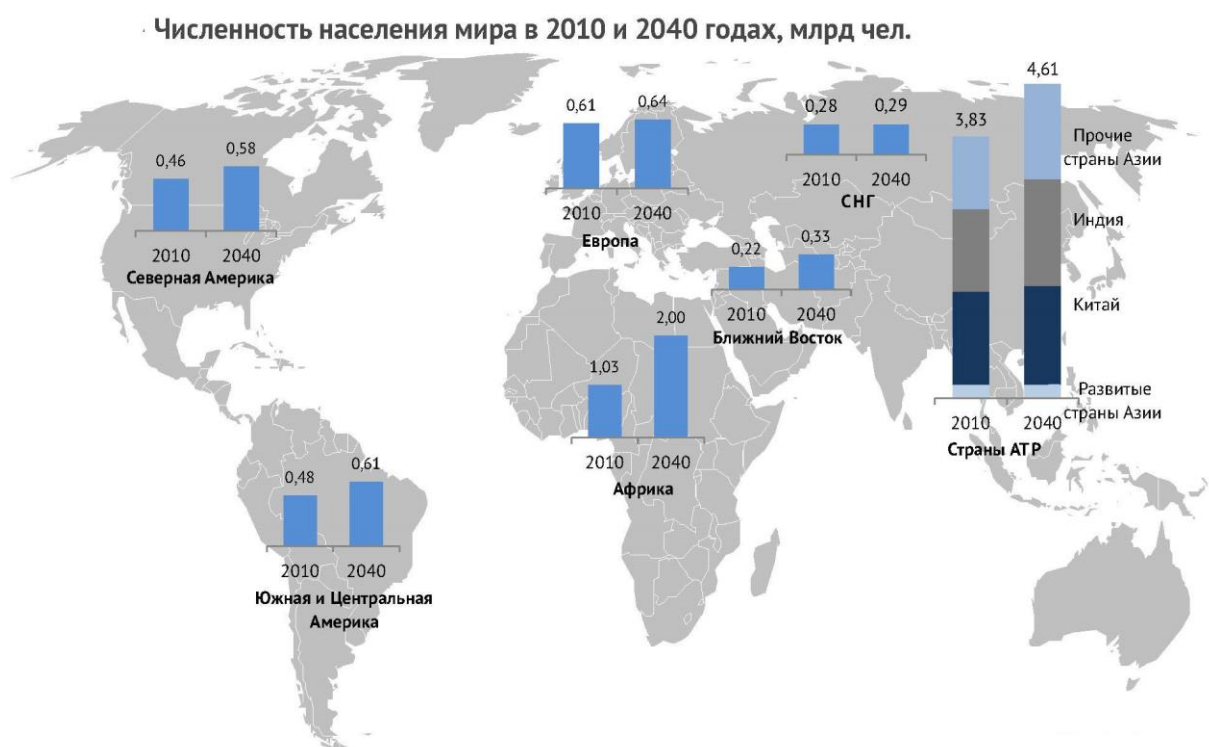 Численность населения мира в 2010 и 2040 годах, млрд чел.
0,46
0,58
2010
2040
Северная Америка
0,61
0,64
2010
2040
Европа
0,28
0,29
2010
2040
СНГ
3,83
4,61
Прочие
страны Азии
Индия
Китай
Развитые
страны Азии
2010
2040
Страны АТР
0,22
0,33
2010
2040
Ближний Восток
1,03
2,00
2010
2040
Африка
0,48
0,61
2010
2040
Южная и Центральная
Америка